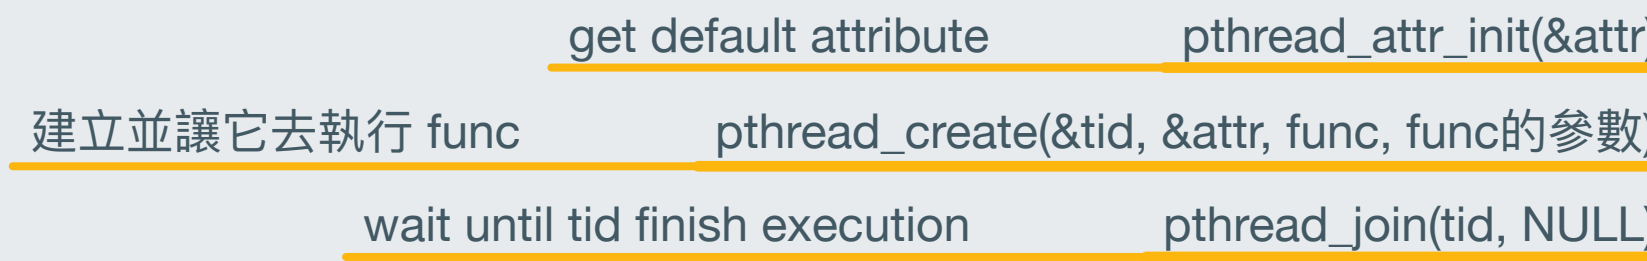 get default attribute pthread_attr_init(&attr)
建立並讓它去執行 func pthread_create(&tid, &attr, func, func的參數)
wait until tid finish execution pthread_join(tid, NULL)